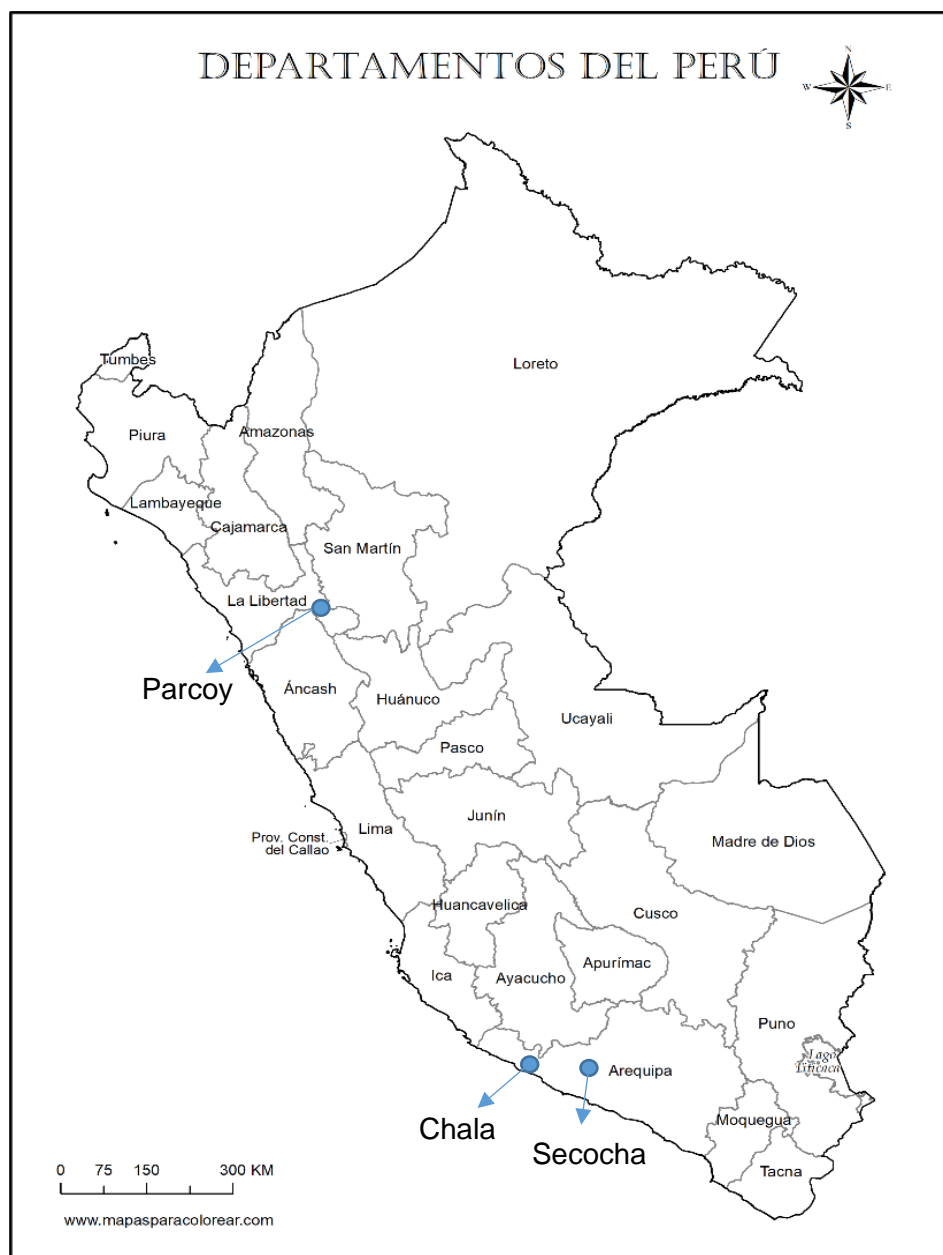 DEPARTAMENTOS DEL PERÚ
N
W E
S
Loreto
Tumbes
Piura
Amazonas
Lambayeque
Cajamarca
San Martín
La Libertad
Parcoy
Áncash
Huánuco
Ucayali
Pasco
Junín
Lima
Prov. Const.
del Callao
Madre de Dios
Huancavelica
Cusco
Ica
Ayacucho
Apurímac
Puno
Lago
Titicaca
Arequipa
Chala
Secocha
Moquegua
Tacna
0 75 150 300 KM
www.mapasparacolorear.com